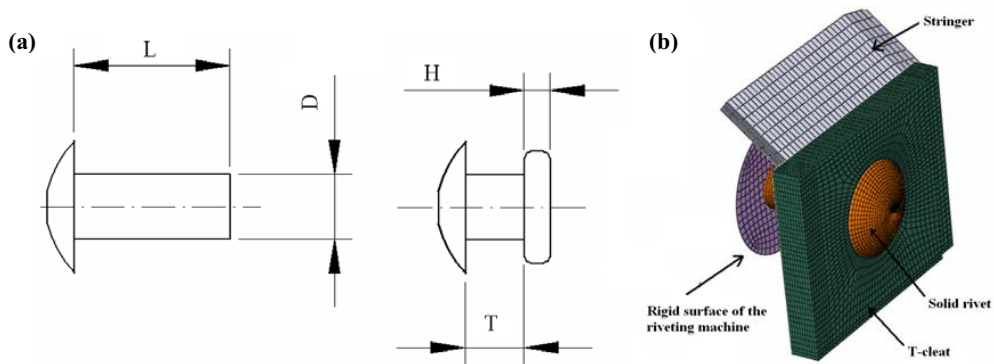 (a)
L
D
H
T
(b)
Stringer
Rigid surface of the
riveting machine
Solid rivet
T-cleat